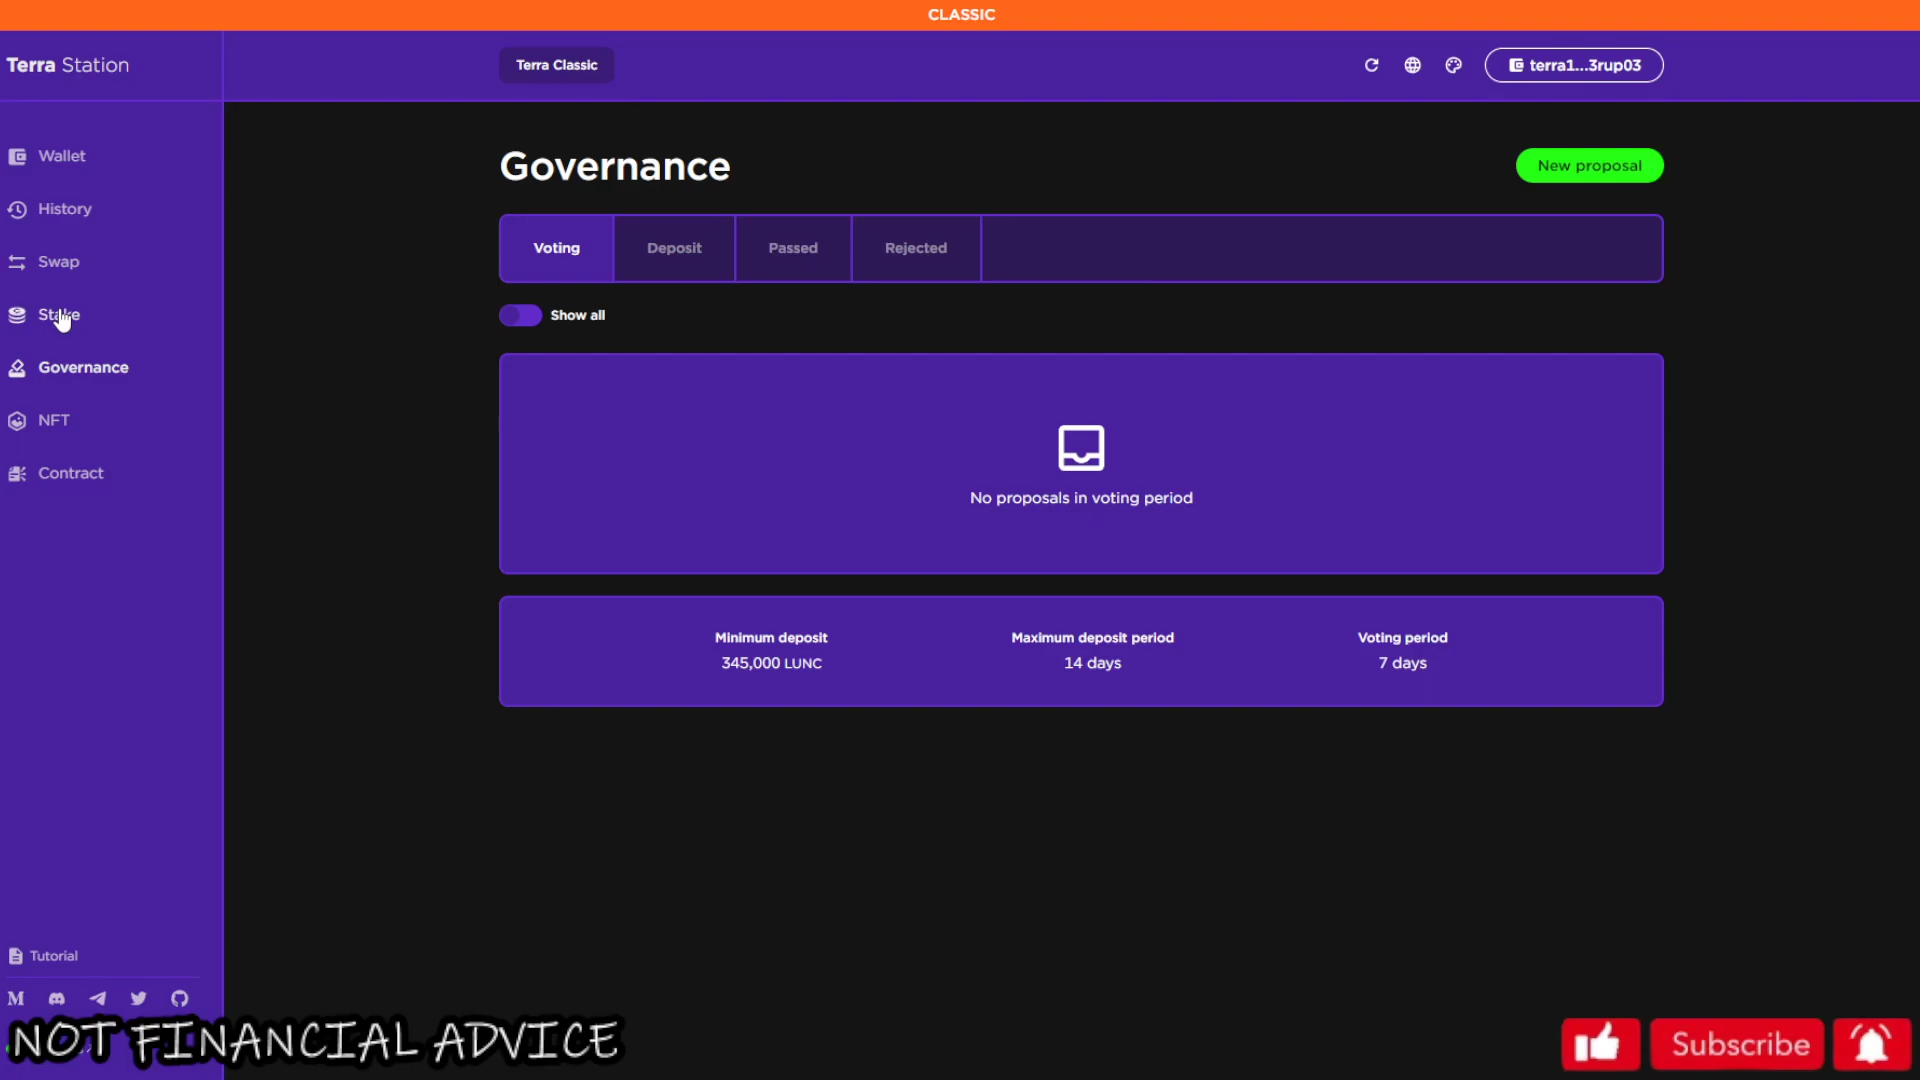 CLASSIC
Terra Station
Terra Classic
terra1...3rup03
Wallet
History
Swap
Stake
Governance
NFT
Contract
Governance
New proposal
Voting
Deposit
Passed
Rejected
Show all
No proposals in voting period
Minimum deposit
345,000 LUNC
Maximum deposit period
14 days
Voting period
7 days
Tutorial
NOT FINANCIAL ADVICE
Subscribe